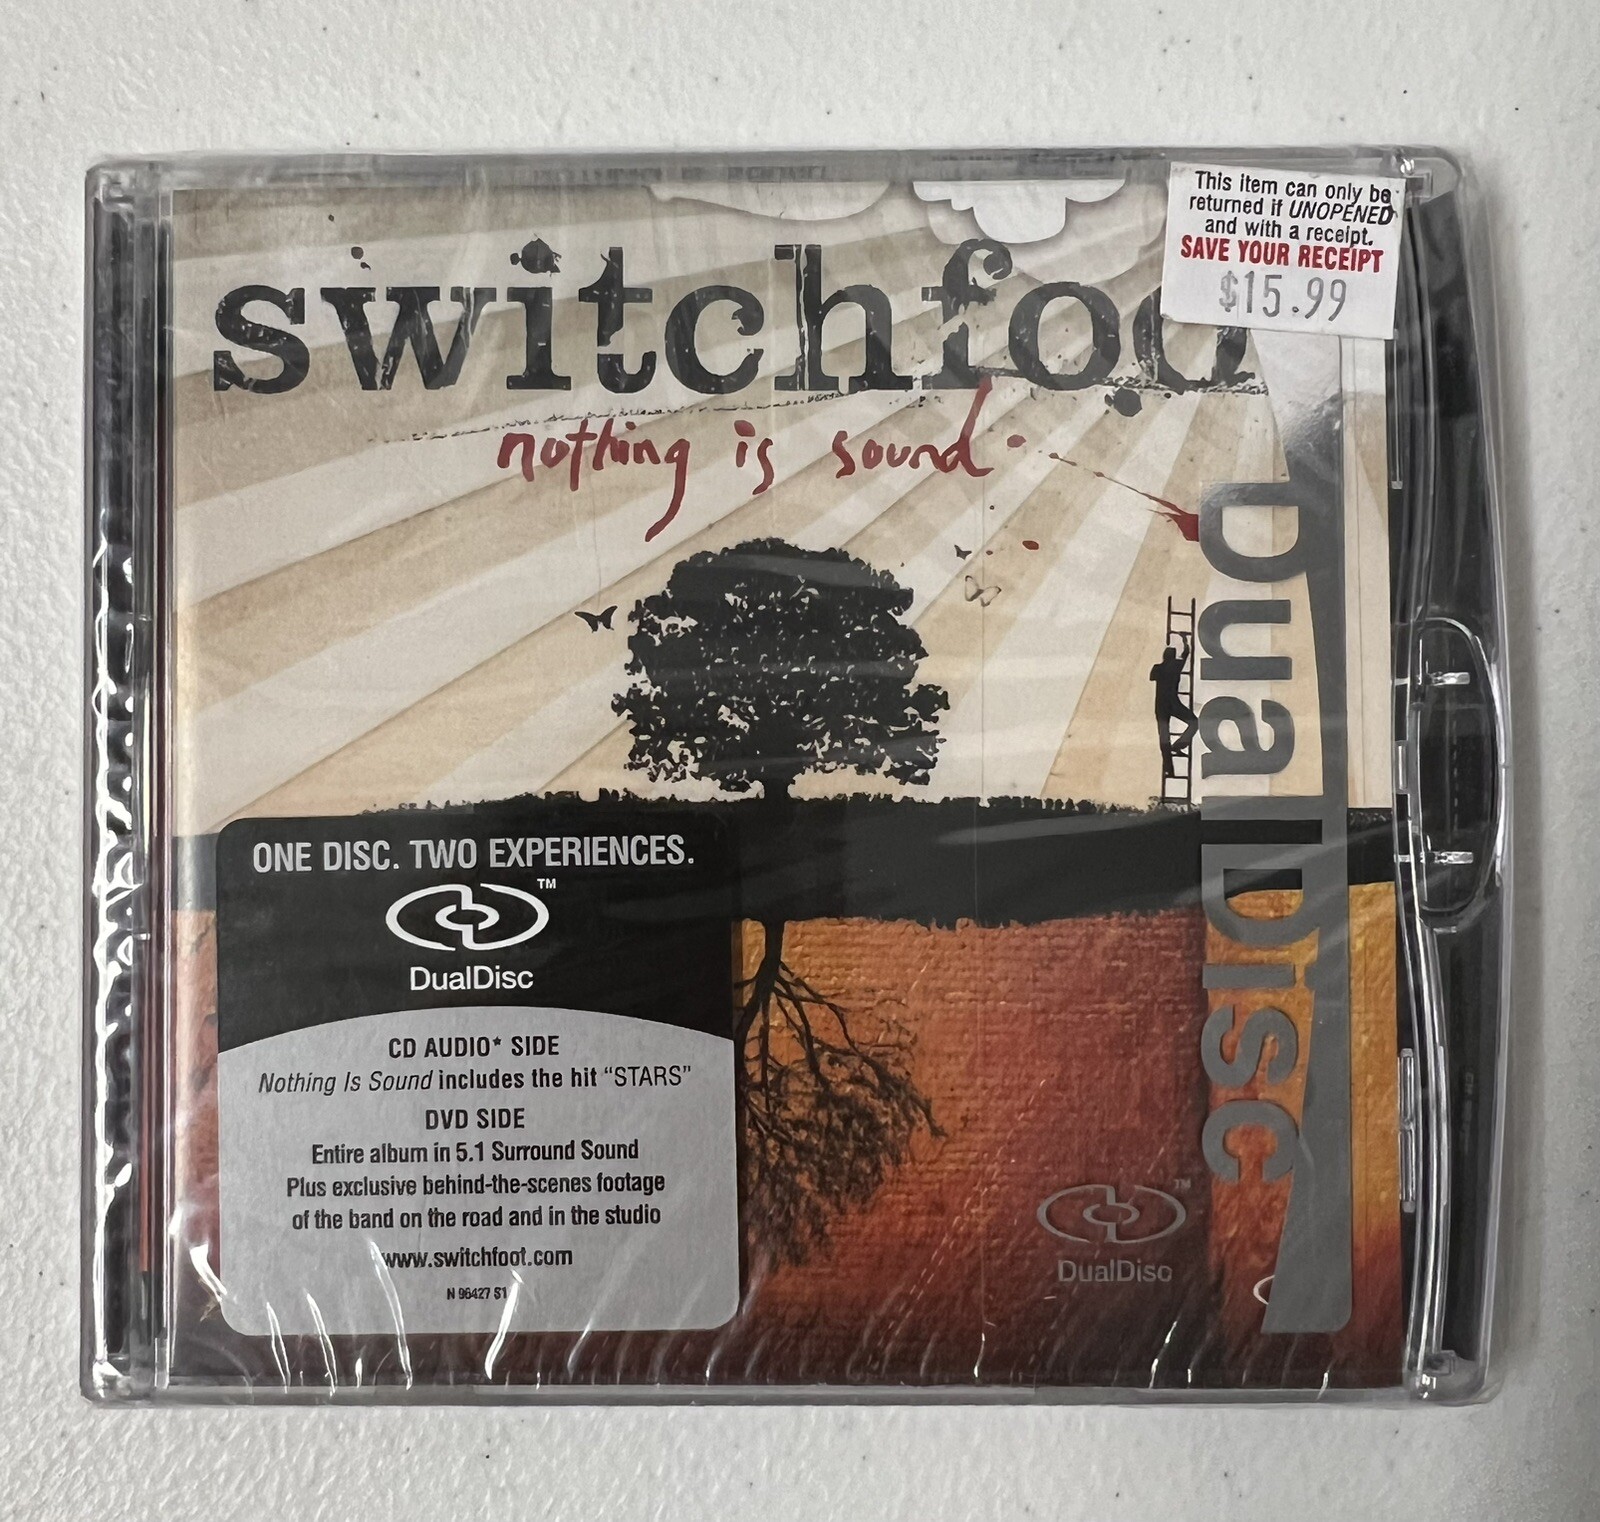 This item can only be
returned if UNOPENED
and with a receipt.
SAVE YOUR RECEIPT
$15.99
switchfoo
nothing is sound
DualDisc
ONE DISC. TWO EXPERIENCES.
TM
DualDisc
CD AUDIO* SIDE
Nothing Is Sound includes the hit “STARS”
DVD SIDE
Entire album in 5.1 Surround Sound
Plus exclusive behind-the-scenes footage
of the band on the road and in the studio
www.switchfoot.com
N 96427 S1
TM
DualDisc